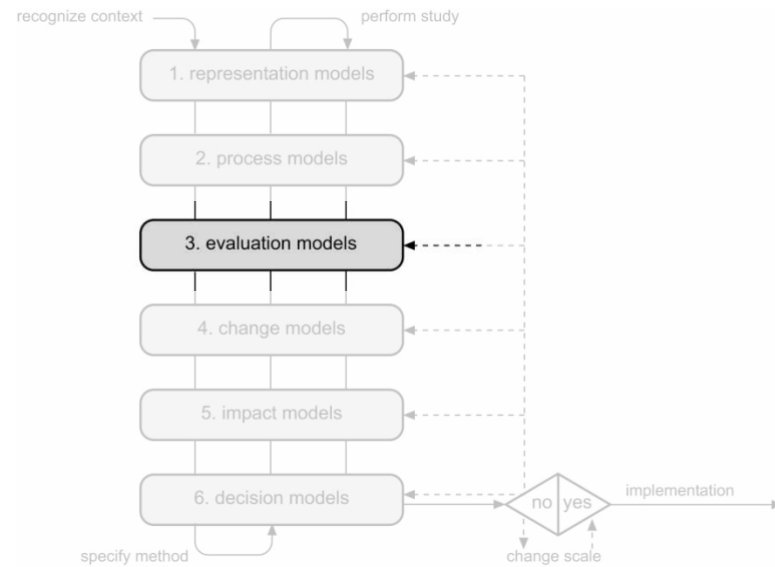 recognize context
perform study
1. representation models
2. process models
3. evaluation models
4. change models
5. impact models
6. decision models
no yes
implementation
specify method
change scale